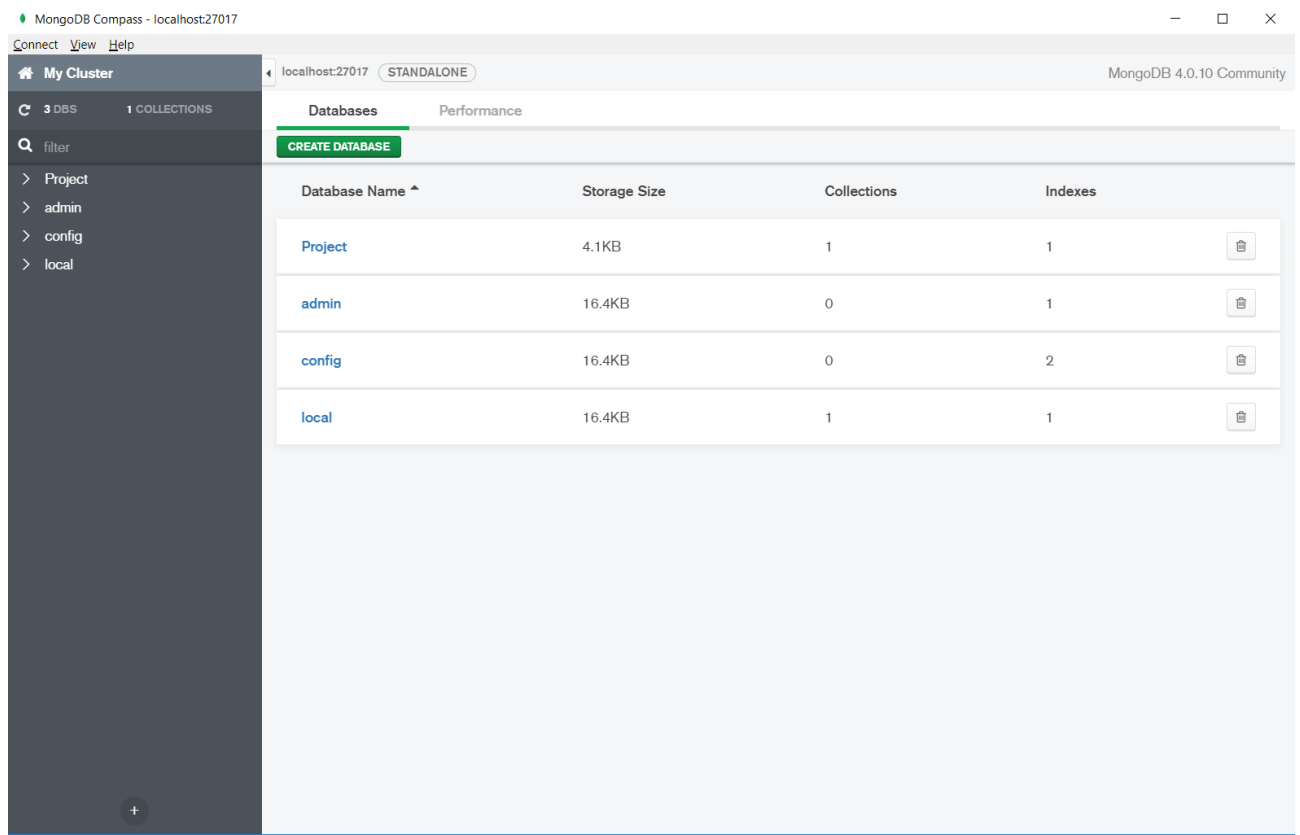 MongoDB Compass - localhost:27017
Connect View Help
My Cluster
localhost:27017 STANDALONE
MongoDB 4.0.10 Community
3 DBS 1 COLLECTIONS
Databases Performance
filter
CREATE DATABASE
Project
admin
config
local
Database Name Storage Size Collections Indexes
Project 4.1KB 1 1
admin 16.4KB 0 1
config 16.4KB 0 2
local 16.4KB 1 1